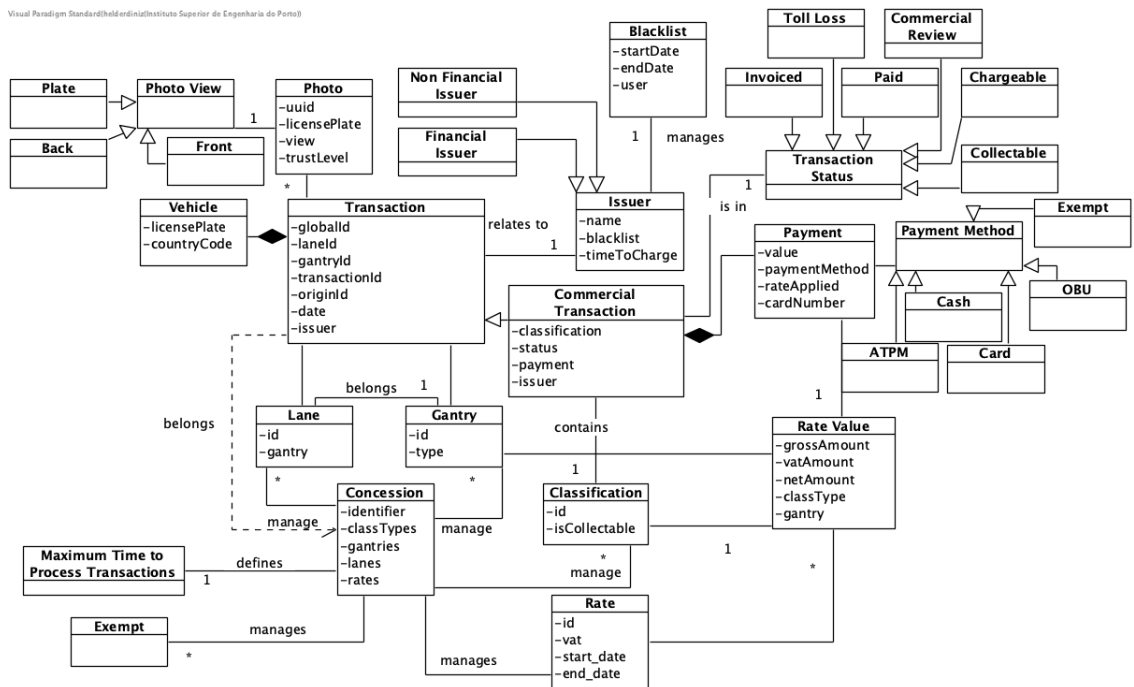 Visual Paradigm Standard(helderdiniz(Instituto Superior de Engenharia do Porto))
Toll Loss
Commercial
Review
Blacklist
-startDate
-endDate
-user
Non Financial
Issuer
Invoiced
Paid
Chargeable
Plate
Photo View
1
Photo
-uuid
-licensePlate
-view
-trustLevel
Back
Front
Financial
Issuer
1
manages
Transaction
Status
Collectable
1
is in
*
Vehicle
-licensePlate
-countryCode
Transaction
-globalId
-laneId
-gantryId
-transactionId
-originId
-date
-issuer
relates to
1
Issuer
-name
-blacklist
-timeToCharge
Payment
-value
-paymentMethod
-rateApplied
-cardNumber
Payment Method
Exempt
OBU
Cash
ATPM
Card
Commercial
Transaction
-classification
-status
-payment
-issuer
belongs
belongs
1
Lane
-id
-gantry
Gantry
-id
-type
contains
1
1
Rate Value
-grossAmount
-vatAmount
-netAmount
-classType
-gantry
*
*
manage
manage
Concession
-identifier
-classTypes
-gantries
-lanes
-rates
Classification
-id
-isCollectable
1
*
manage
*
Maximum Time to
Process Transactions
defines
1
Exempt
manages
*
manages
Rate
-id
-vat
-start_date
-end_date